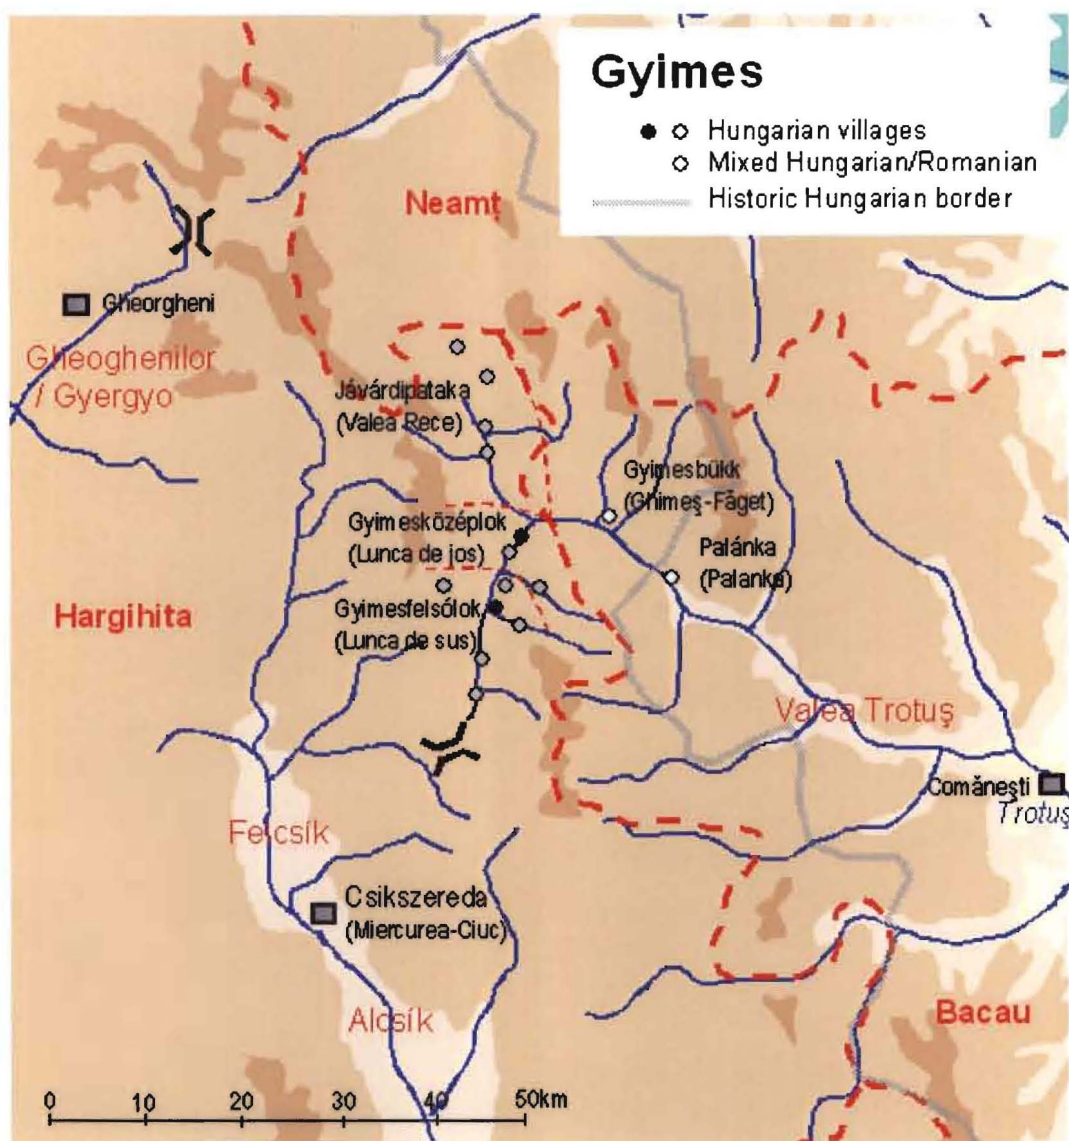 Gyimes
Hungarian villages
Mixed Hungarian/Romanian
Historic Hungarian border
Neamţ
Gheorgheni
Gheoghenilor
/ Gyergyo
Jávárdipataka
(Valea Rece)
Gyimesbükk
(Ghimeş-Făget)
Gyimesközéplok
(Lunca de jos)
Palánka
(Palanka)
Hargihita
Gyimesfelsőlok
(Lunca de sus)
Valea Trotuş
Comăneşti
Trotuş
Felcsík
Csikszereda
(Miercurea-Ciuc)
Alcsík
Bacau
0 10 20 30 40 50km